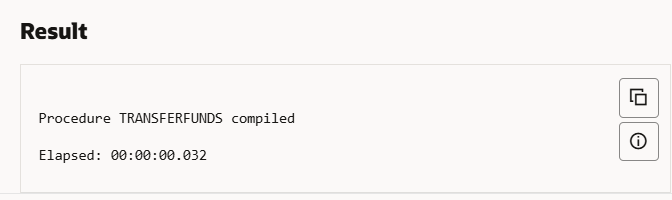 Result
Procedure TRANSFERFUNDS compiled
Elapsed: 00:00:00.032